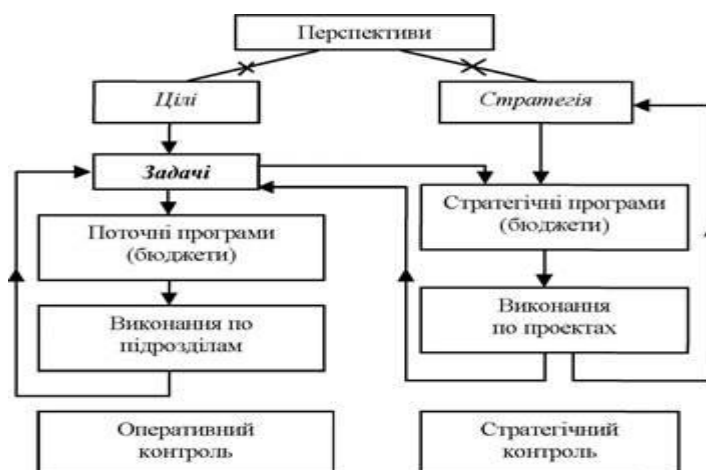 Перспективи
Цілі
Стратегія
Задачі
Стратегічні програми
(бюджети)
Поточні програми
(бюджети)
Виконання по
проектах
Виконання по
підрозділам
Оперативний
контроль
Стратегічний
контроль